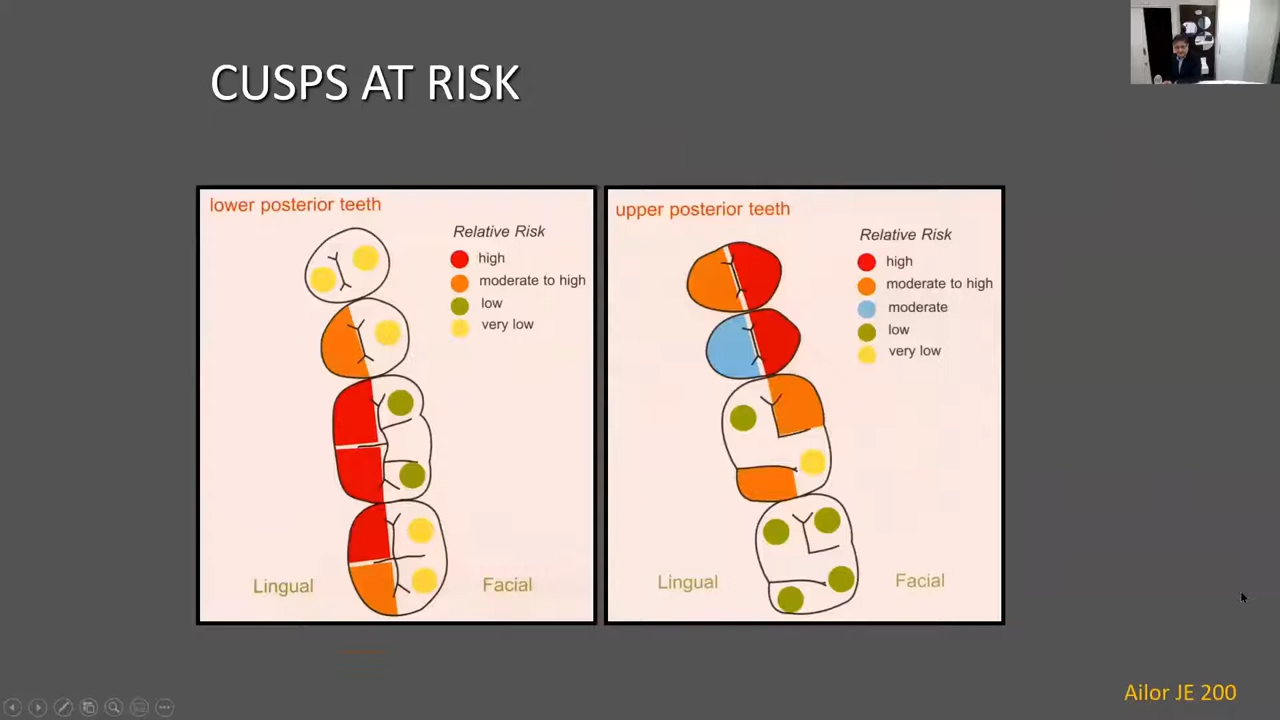 CUSPS AT RISK
lower posterior teeth
Relative Risk
high
moderate to high
low
very low
Lingual
Facial
upper posterior teeth
Relative Risk
high
moderate to high
moderate
low
very low
Lingual
Facial
Ailor JE 200